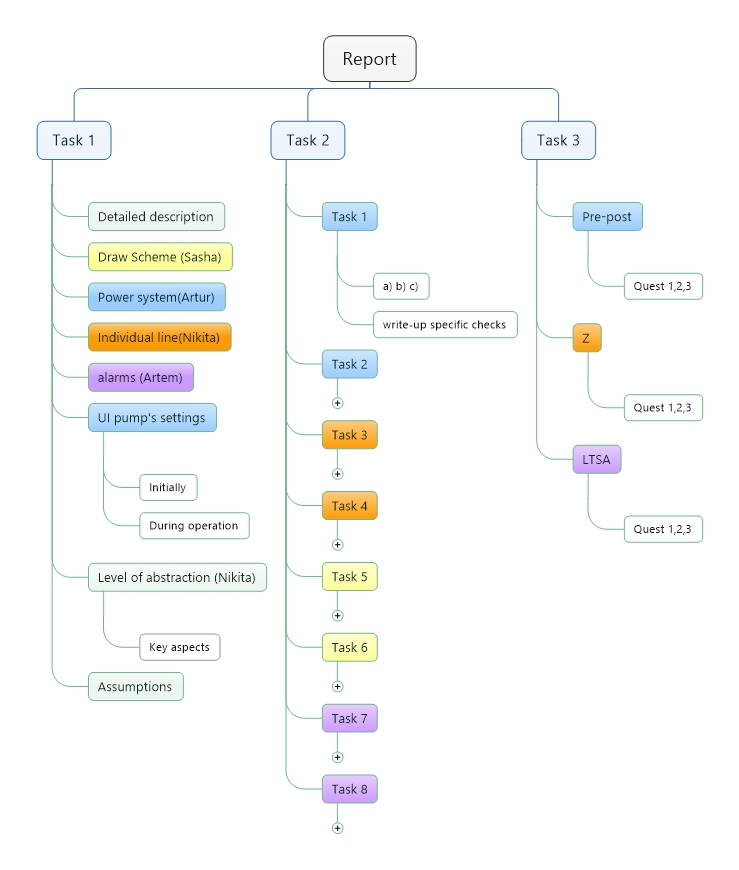 Report
Task 1
Detailed description
Draw Scheme (Sasha)
Power system(Artur)
Individual line(Nikita)
alarms (Artem)
UI pump's settings
Initially
During operation
Level of abstraction (Nikita)
Key aspects
Assumptions
Task 2
Task 1
a) b) c)
write-up specific checks
Task 2
Task 3
Task 4
Task 5
Task 6
Task 7
Task 8
Task 3
Pre-post
Quest 1,2,3
Z
Quest 1,2,3
LTSA
Quest 1,2,3